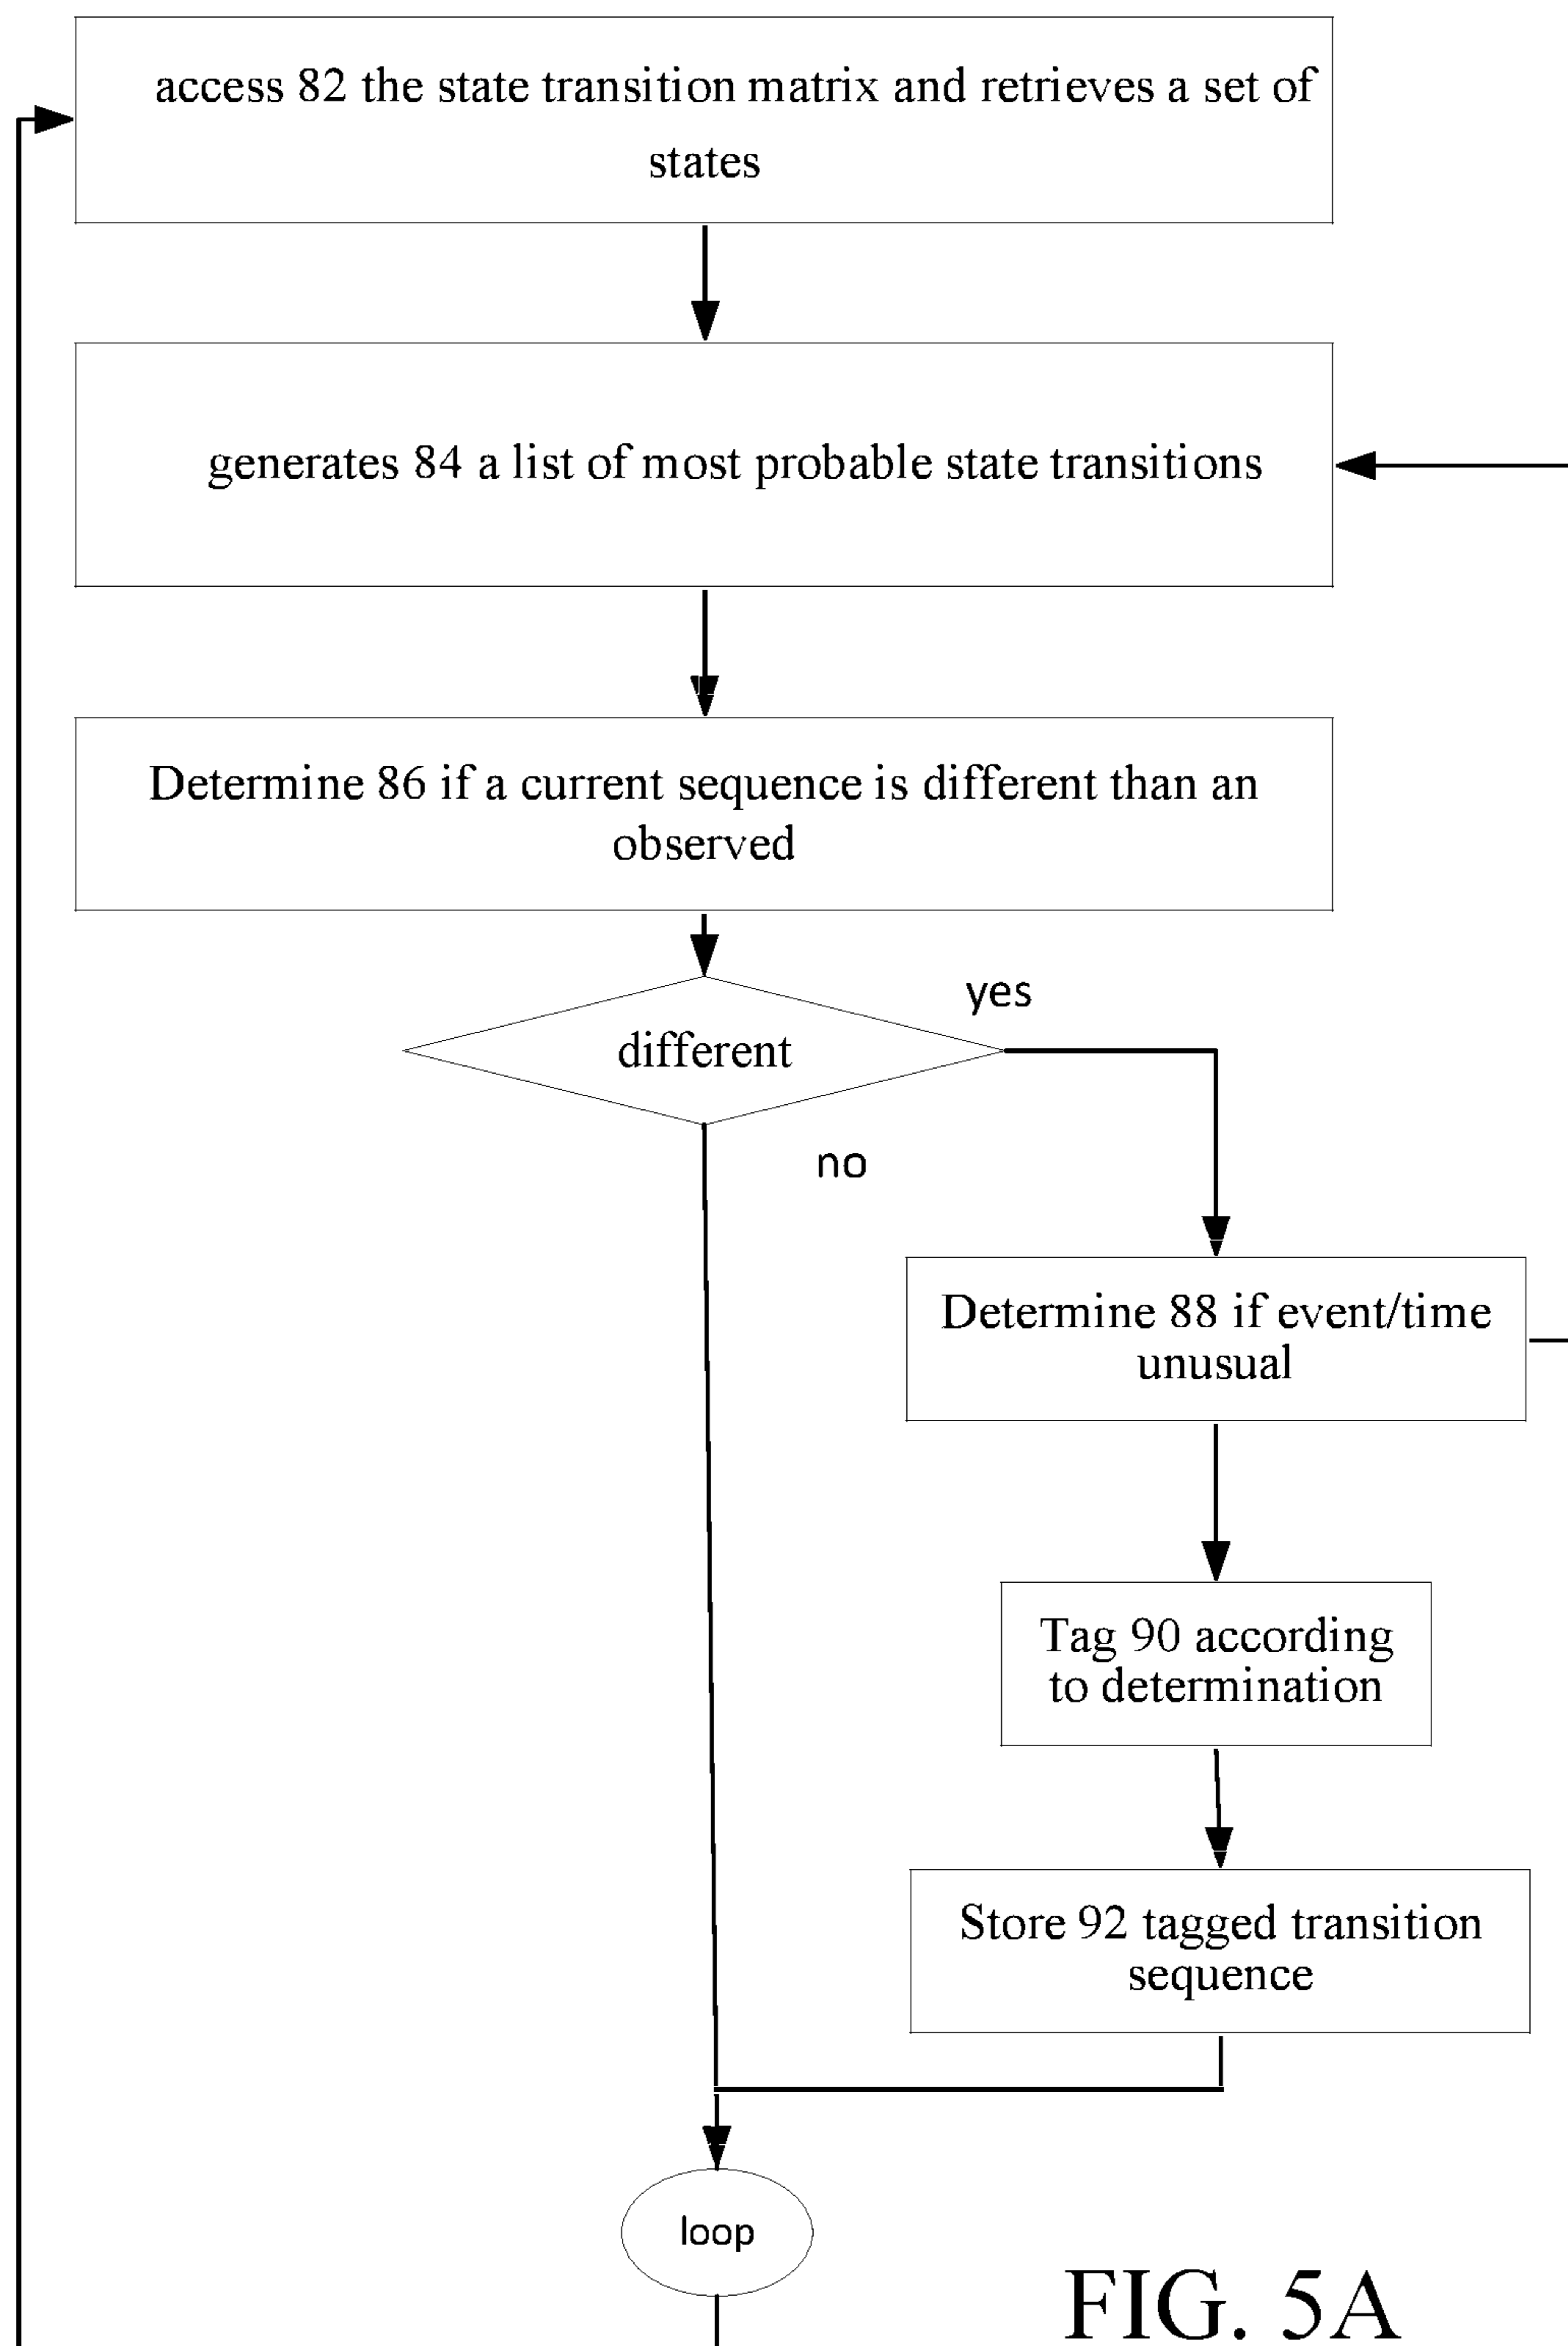 access 82 the state transition matrix and retrieves a set of
states
generates 84 a list of most probable state transitions
Determine 86 if a current sequence is different than an
observed
different
yes
no
Determine 88 if event/time
unusual
Tag 90 according
to determination
Store 92 tagged transition
sequence
loop
FIG. 5A